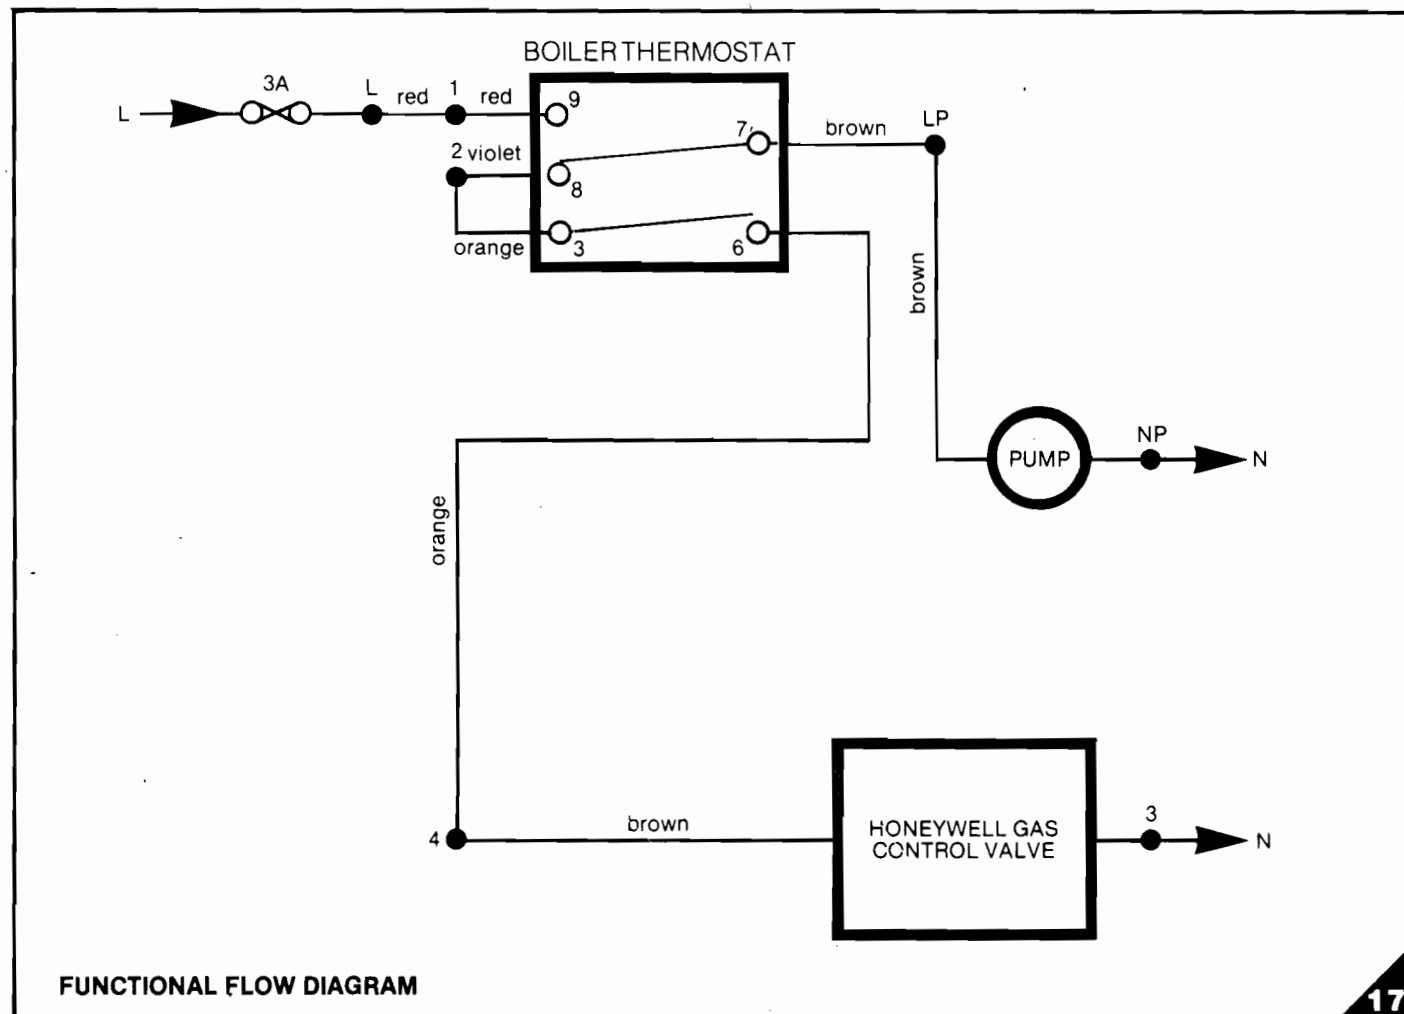 BOILER THERMOSTAT
3A
L
L
1
red
red
9
2 violet
8
7
brown
LP
orange
3
6
brown
PUMP
NP
N
orange
4
brown
HONEYWELL GAS
CONTROL VALVE
3
N
FUNCTIONAL FLOW DIAGRAM
17